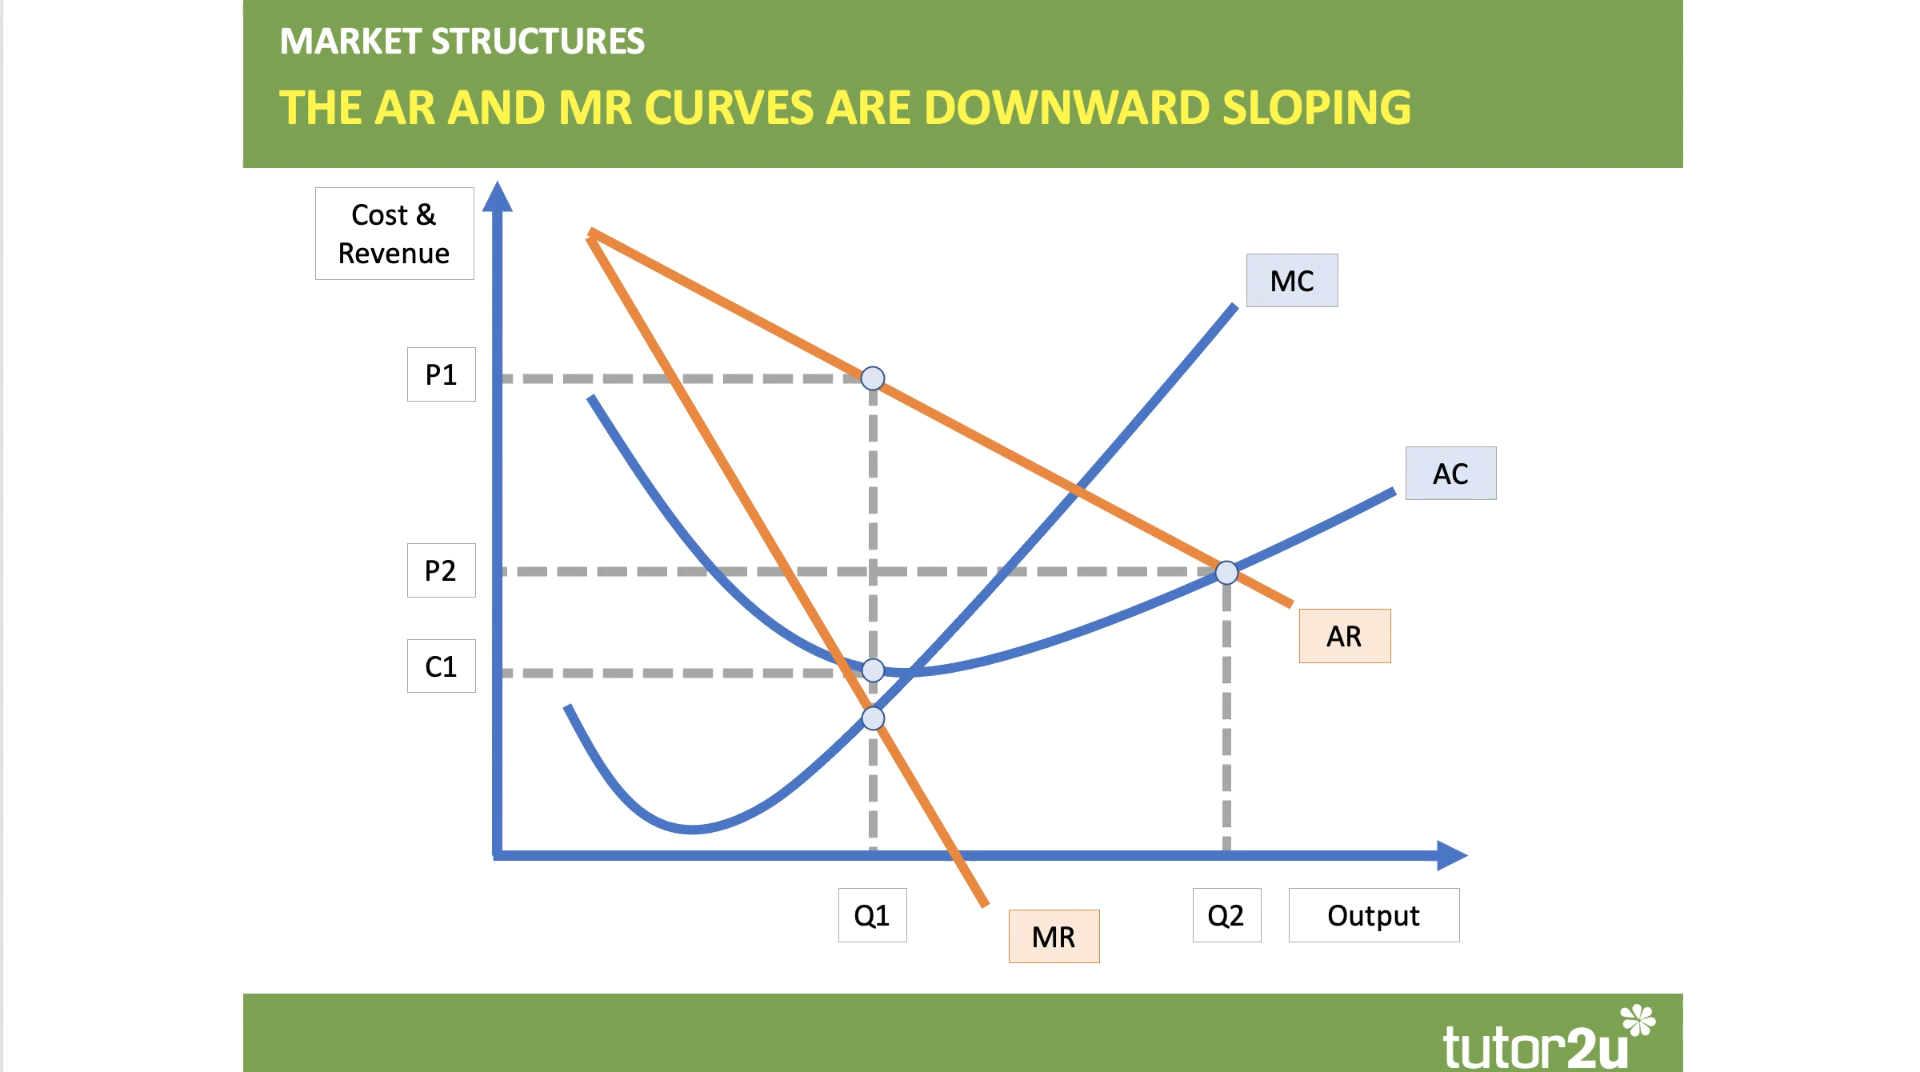 MARKET STRUCTURES
THE AR AND MR CURVES ARE DOWNWARD SLOPING
Cost &
Revenue
MC
P1
AC
P2
AR
C1
Q1
Q2
Output
MR
tutor2u